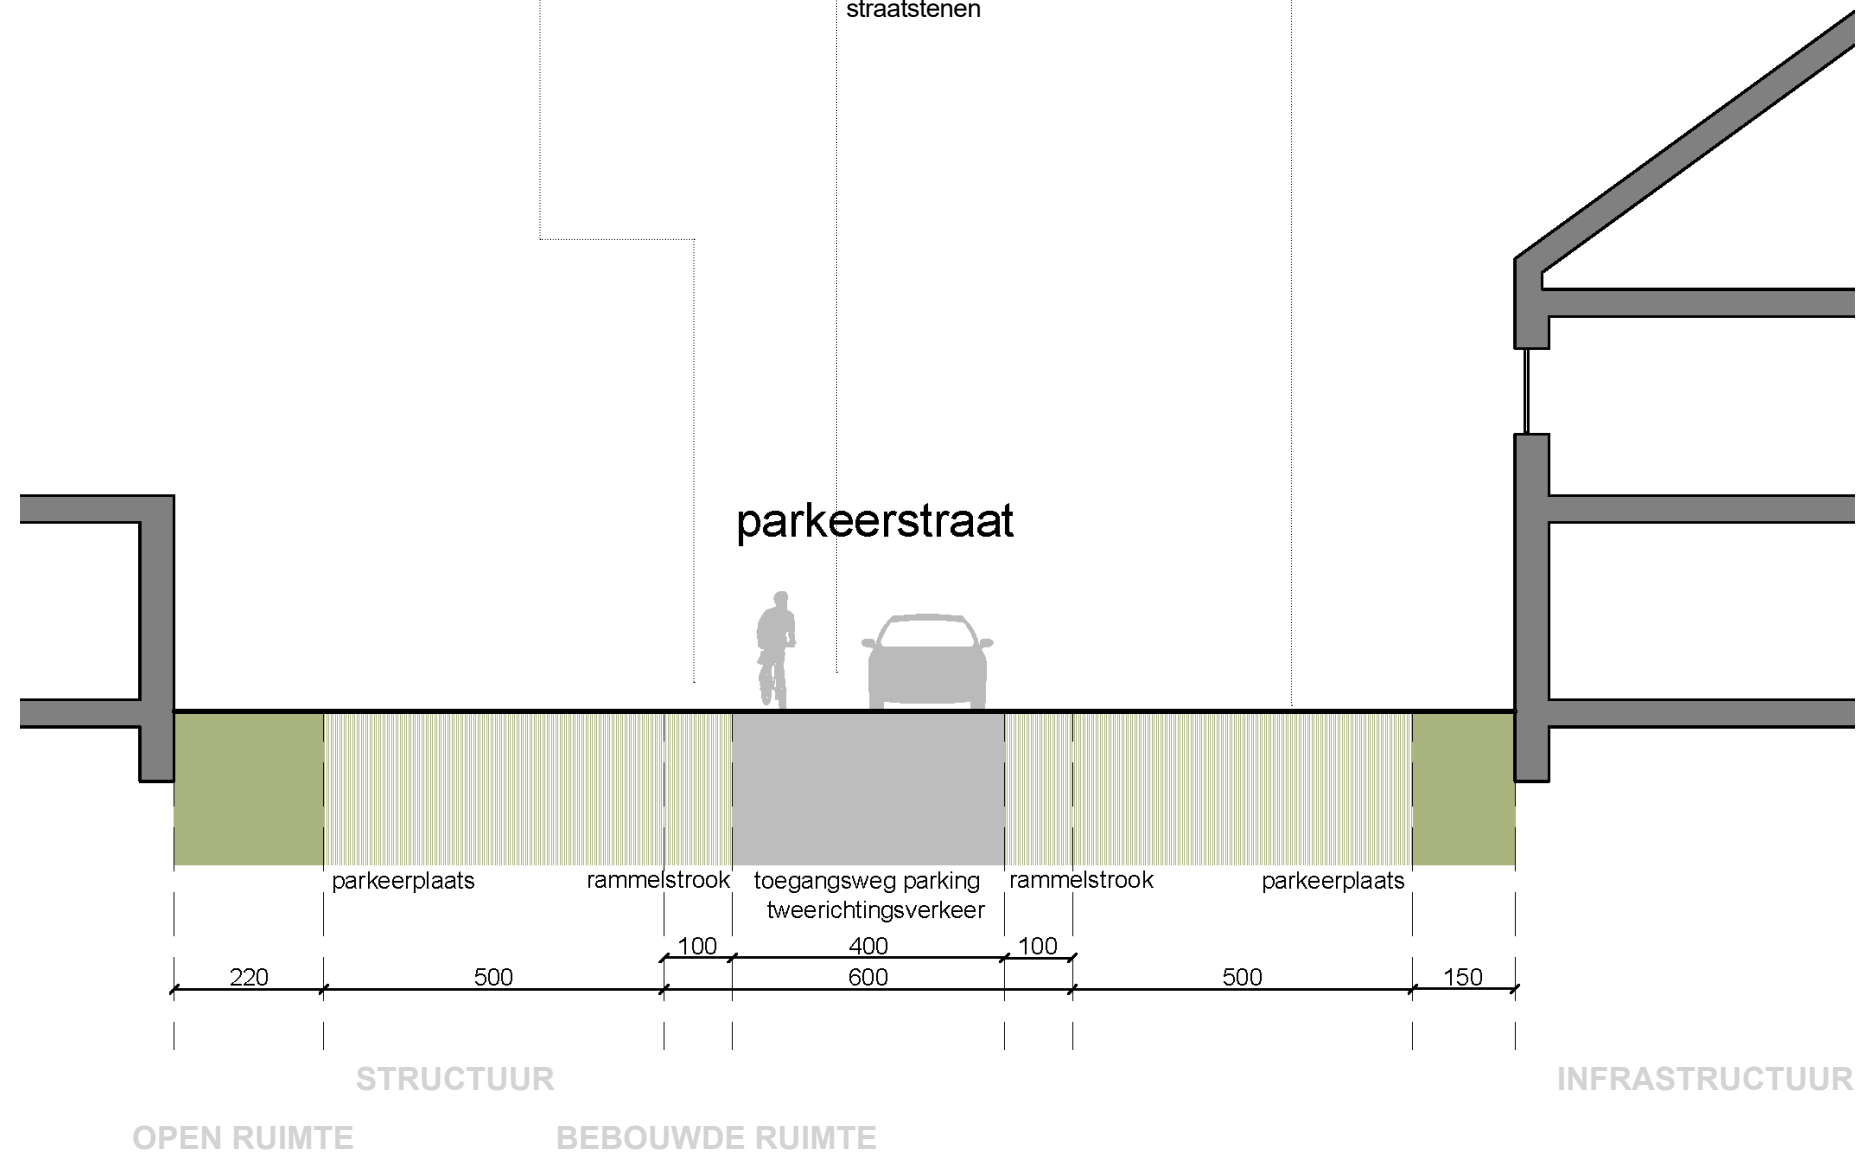 straatstenen
parkeerstraat
parkeerplaats rammelstrook toegangsweg parking rammelstrook parkeerplaats
tweerichtingsverkeer
100 400 100
220 500 600 500 150
STRUCTUUR INFRASTRUCTUUR
OPEN RUIMTE BEBOUWDE RUIMTE